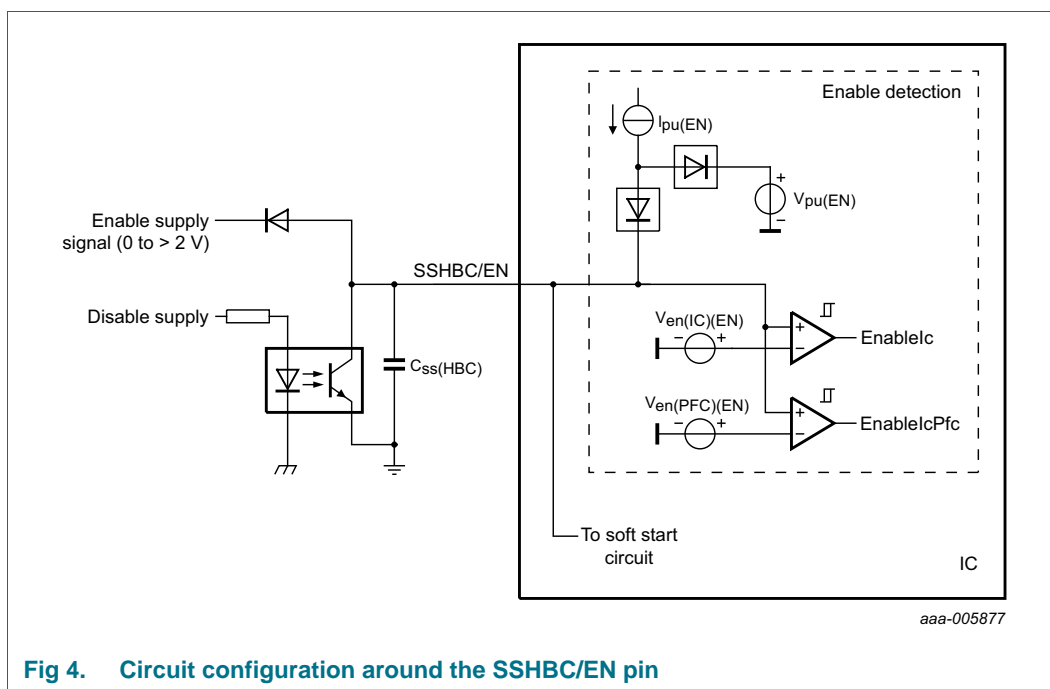 Enable detection
Ipu(EN)
+
Vpu(EN)
−
Enable supply
signal (0 to > 2 V)
SSHBC/EN
Disable supply
Css(HBC)
Ven(IC)(EN)
− +
+
−
EnableIc
Ven(PFC)(EN)
− +
+
−
EnableIcPfc
To soft start
circuit
IC
aaa-005877
Fig 4. Circuit configuration around the SSHBC/EN pin